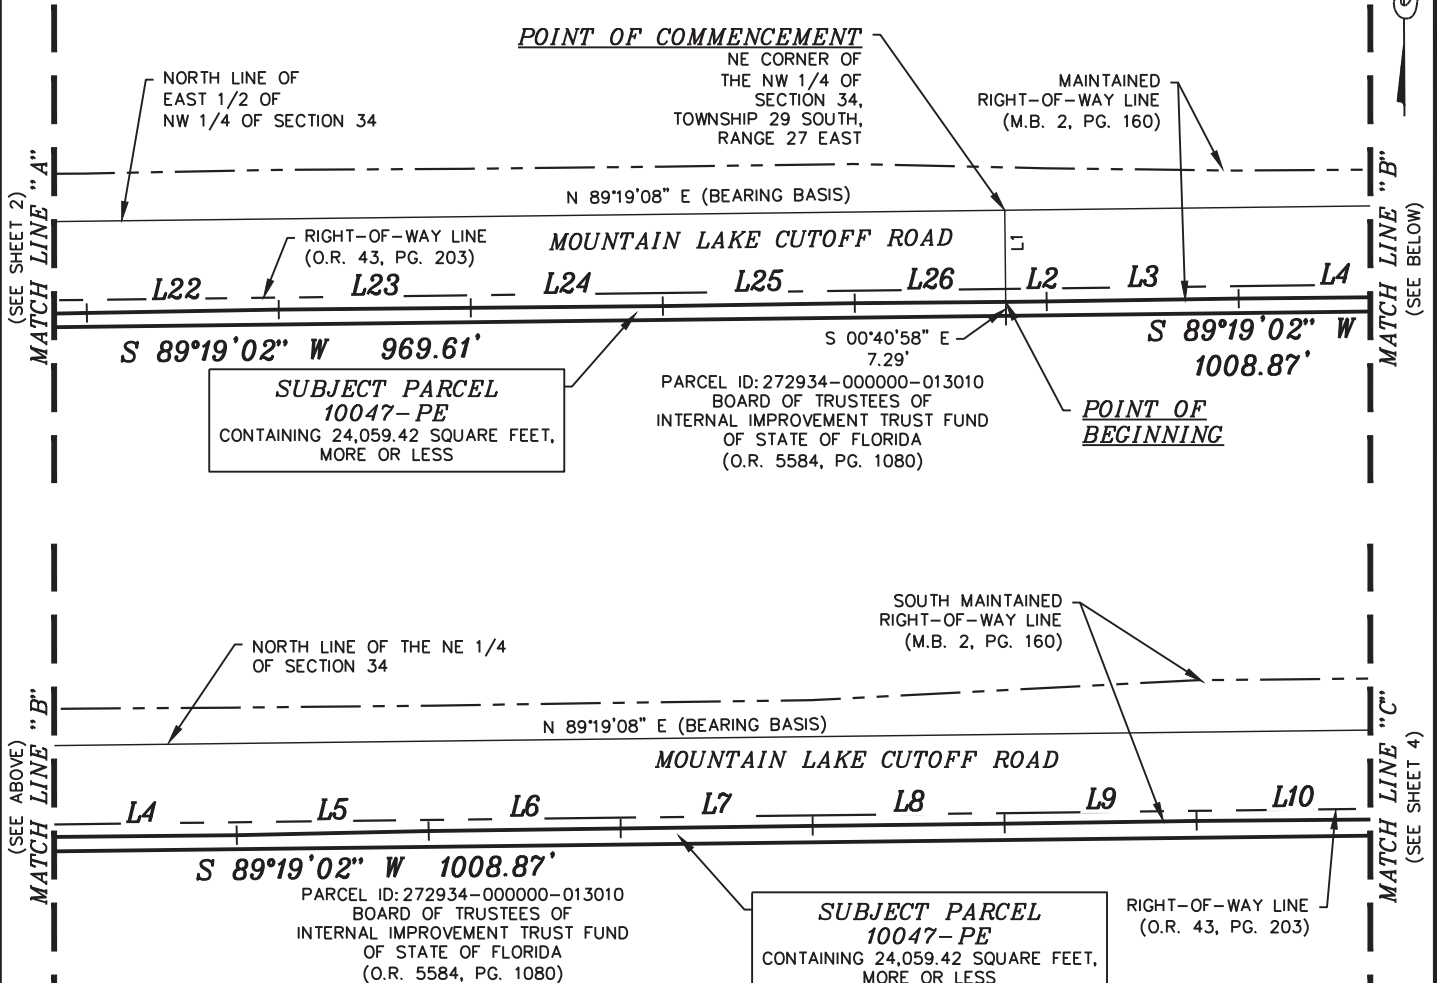 POINT OF COMMENCEMENT
NE CORNER OF
THE NW 1/4 OF
SECTION 34,
TOWNSHIP 29 SOUTH,
RANGE 27 EAST
NORTH LINE OF
EAST 1/2 OF
NW 1/4 OF SECTION 34
MAINTAINED
RIGHT-OF-WAY LINE
(M.B. 2, PG. 160)
MATCH LINE "A"
(SEE SHEET 2)
MATCH LINE "B"
(SEE BELOW)
N 89°19'08" E (BEARING BASIS)
RIGHT-OF-WAY LINE
(O.R. 43, PG. 203)
MOUNTAIN LAKE CUTOFF ROAD
L1
L22
L23
L24
L25
L26
L2
L3
L4
S 89°19'02" W 969.61'
S 00°40'58" E
7.29'
S 89°19'02" W
1008.87'
SUBJECT PARCEL
10047-PE
CONTAINING 24,059.42 SQUARE FEET,
MORE OR LESS
PARCEL ID: 272934-000000-013010
BOARD OF TRUSTEES OF
INTERNAL IMPROVEMENT TRUST FUND
OF STATE OF FLORIDA
(O.R. 5584, PG. 1080)
POINT OF
BEGINNING
SOUTH MAINTAINED
RIGHT-OF-WAY LINE
(M.B. 2, PG. 160)
NORTH LINE OF THE NE 1/4
OF SECTION 34
MATCH LINE "B"
(SEE ABOVE)
MATCH LINE "C"
(SEE SHEET 4)
N 89°19'08" E (BEARING BASIS)
MOUNTAIN LAKE CUTOFF ROAD
L4
L5
L6
L7
L8
L9
L10
S 89°19'02" W 1008.87'
PARCEL ID: 272934-000000-013010
BOARD OF TRUSTEES OF
INTERNAL IMPROVEMENT TRUST FUND
OF STATE OF FLORIDA
(O.R. 5584, PG. 1080)
SUBJECT PARCEL
10047-PE
CONTAINING 24,059.42 SQUARE FEET,
MORE OR LESS
RIGHT-OF-WAY LINE
(O.R. 43, PG. 203)